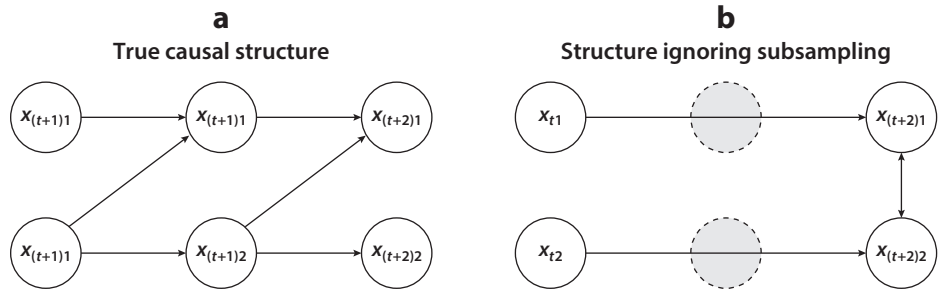 a
True causal structure
x(t+1)1 x(t+1)1 x(t+2)1
x(t+1)1 x(t+1)2 x(t+2)2
b
Structure ignoring subsampling
xt1 x(t+2)1
xt2 x(t+2)2